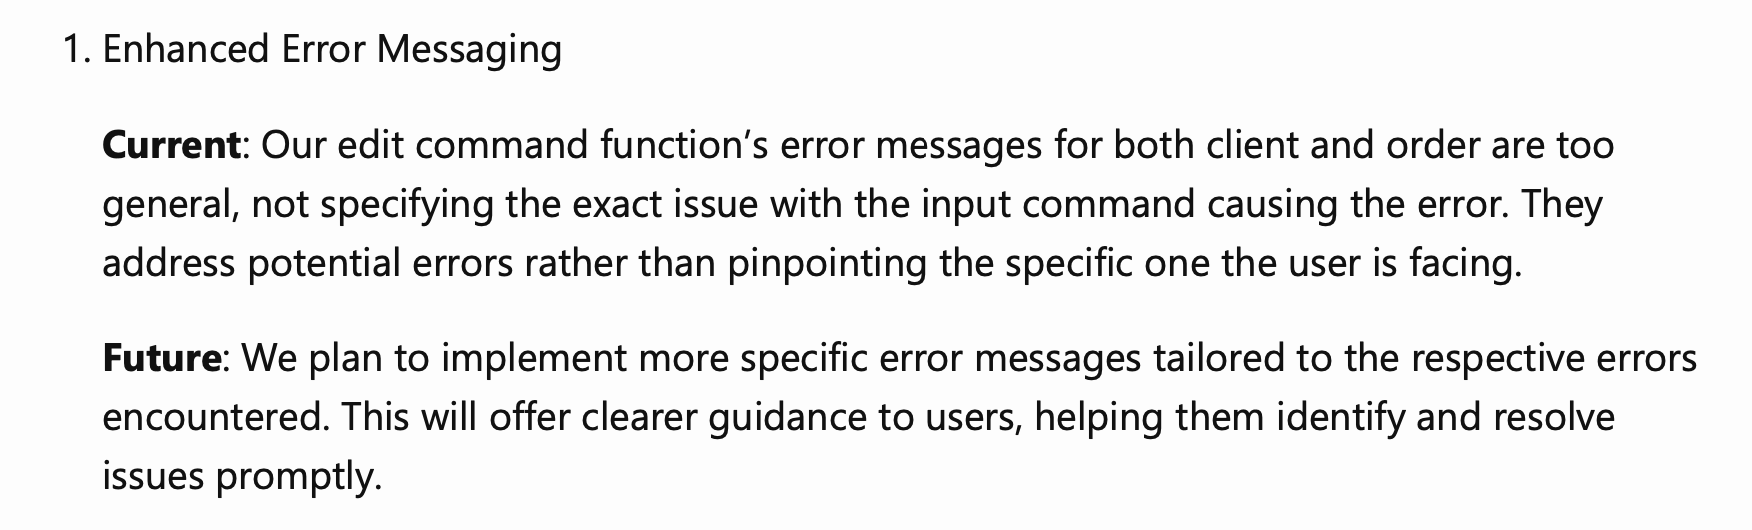 1. Enhanced Error Messaging
Current: Our edit command function’s error messages for both client and order are too
general, not specifying the exact issue with the input command causing the error. They
address potential errors rather than pinpointing the specific one the user is facing.
Future: We plan to implement more specific error messages tailored to the respective errors
encountered. This will offer clearer guidance to users, helping them identify and resolve
issues promptly.